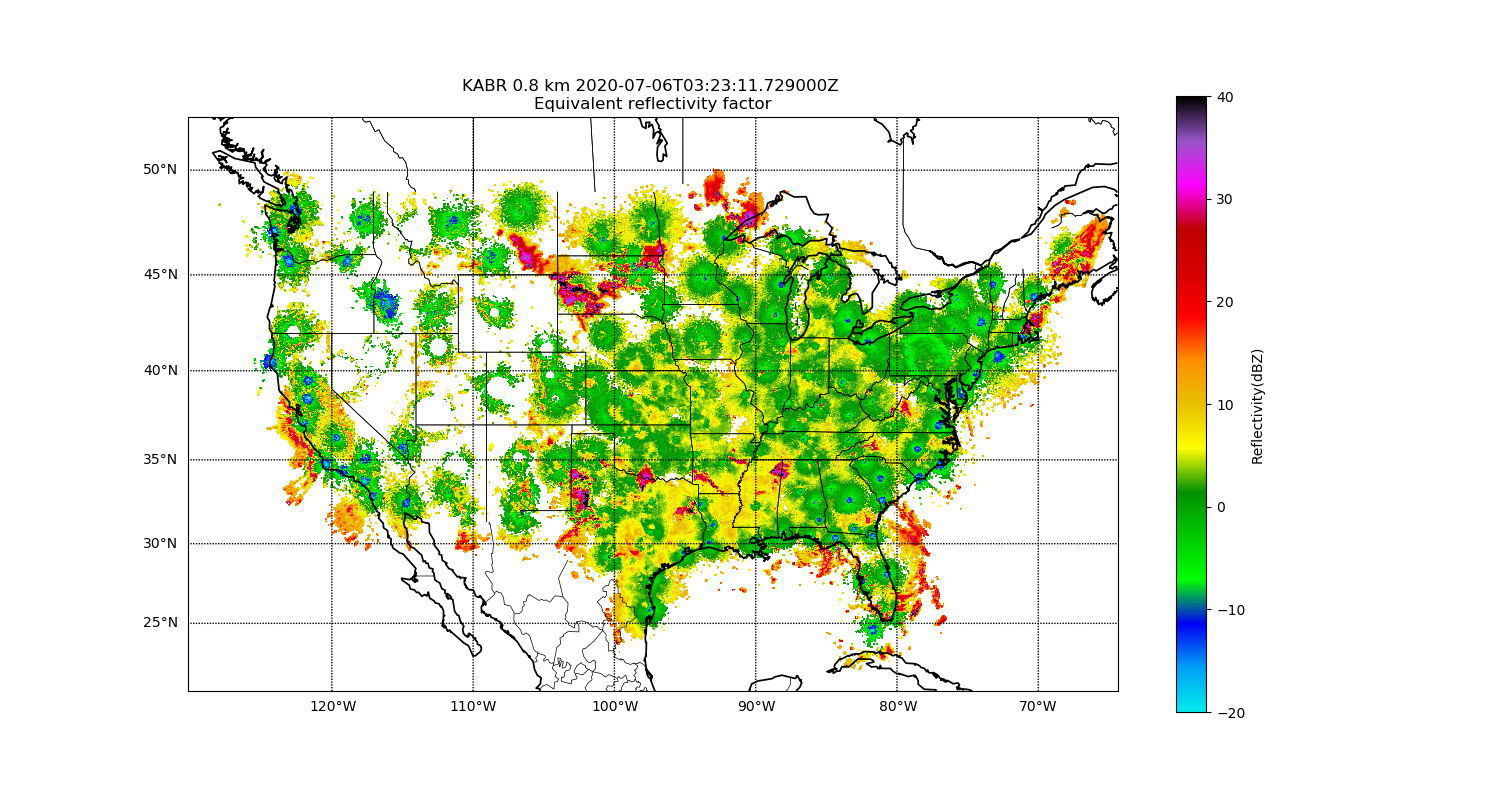 KABR 0.8 km 2020-07-06T03:23:11.729000Z
Equivalent reflectivity factor
50°N
45°N
40°N
35°N
30°N
25°N
120°W
110°W
100°W
90°W
80°W
70°W
40
30
20
10
0
−10
−20
Reflectivity(dBZ)